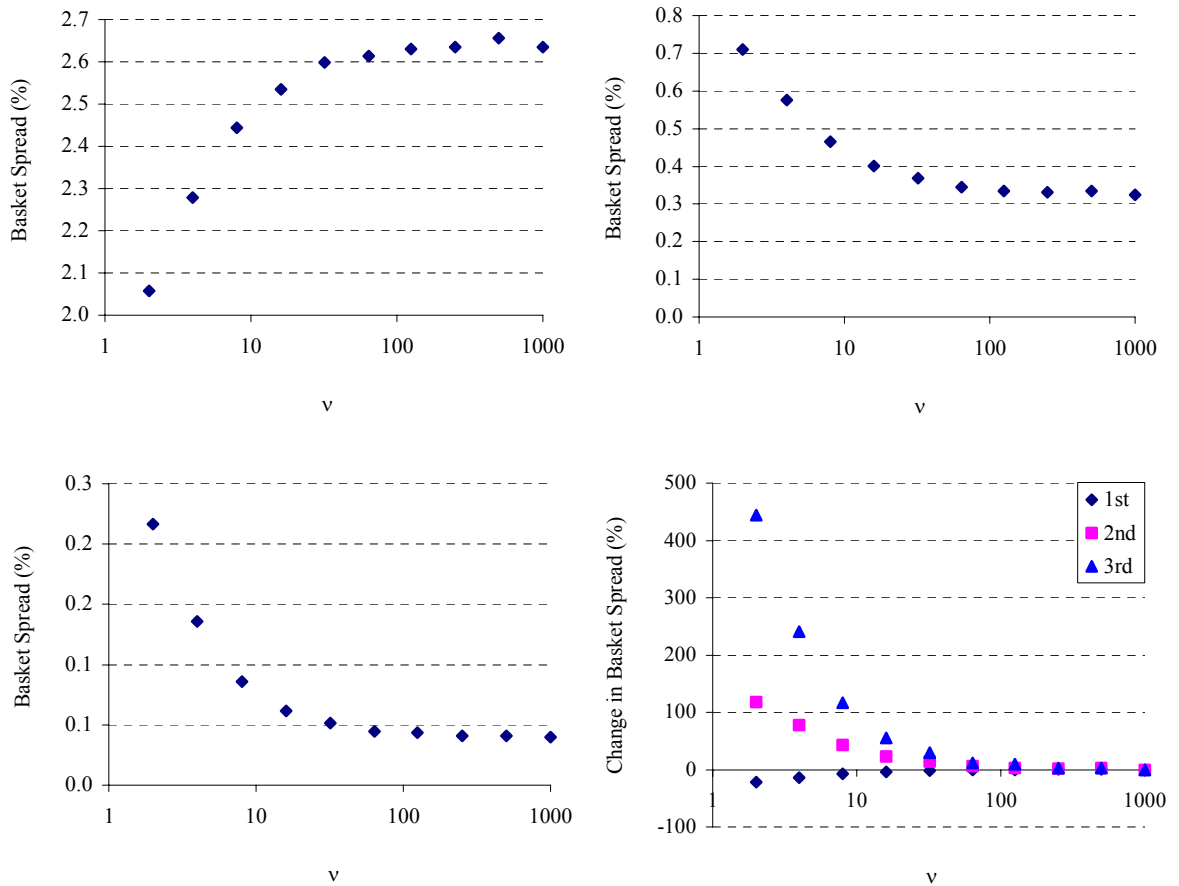 2.7
2.6
2.5
2.4
2.3
2.2
2.1
2.0
Basket Spread (%)
1 10 100 1000
ν
0.8
0.7
0.6
0.5
0.4
0.3
0.2
0.1
0.0
Basket Spread (%)
1 10 100 1000
ν
0.3
0.2
0.2
0.1
0.1
0.0
Basket Spread (%)
1 10 100 1000
ν
500
400
300
200
100
0
-100
Change in Basket Spread (%)
1 10 100 1000
ν
1st
2nd
3rd